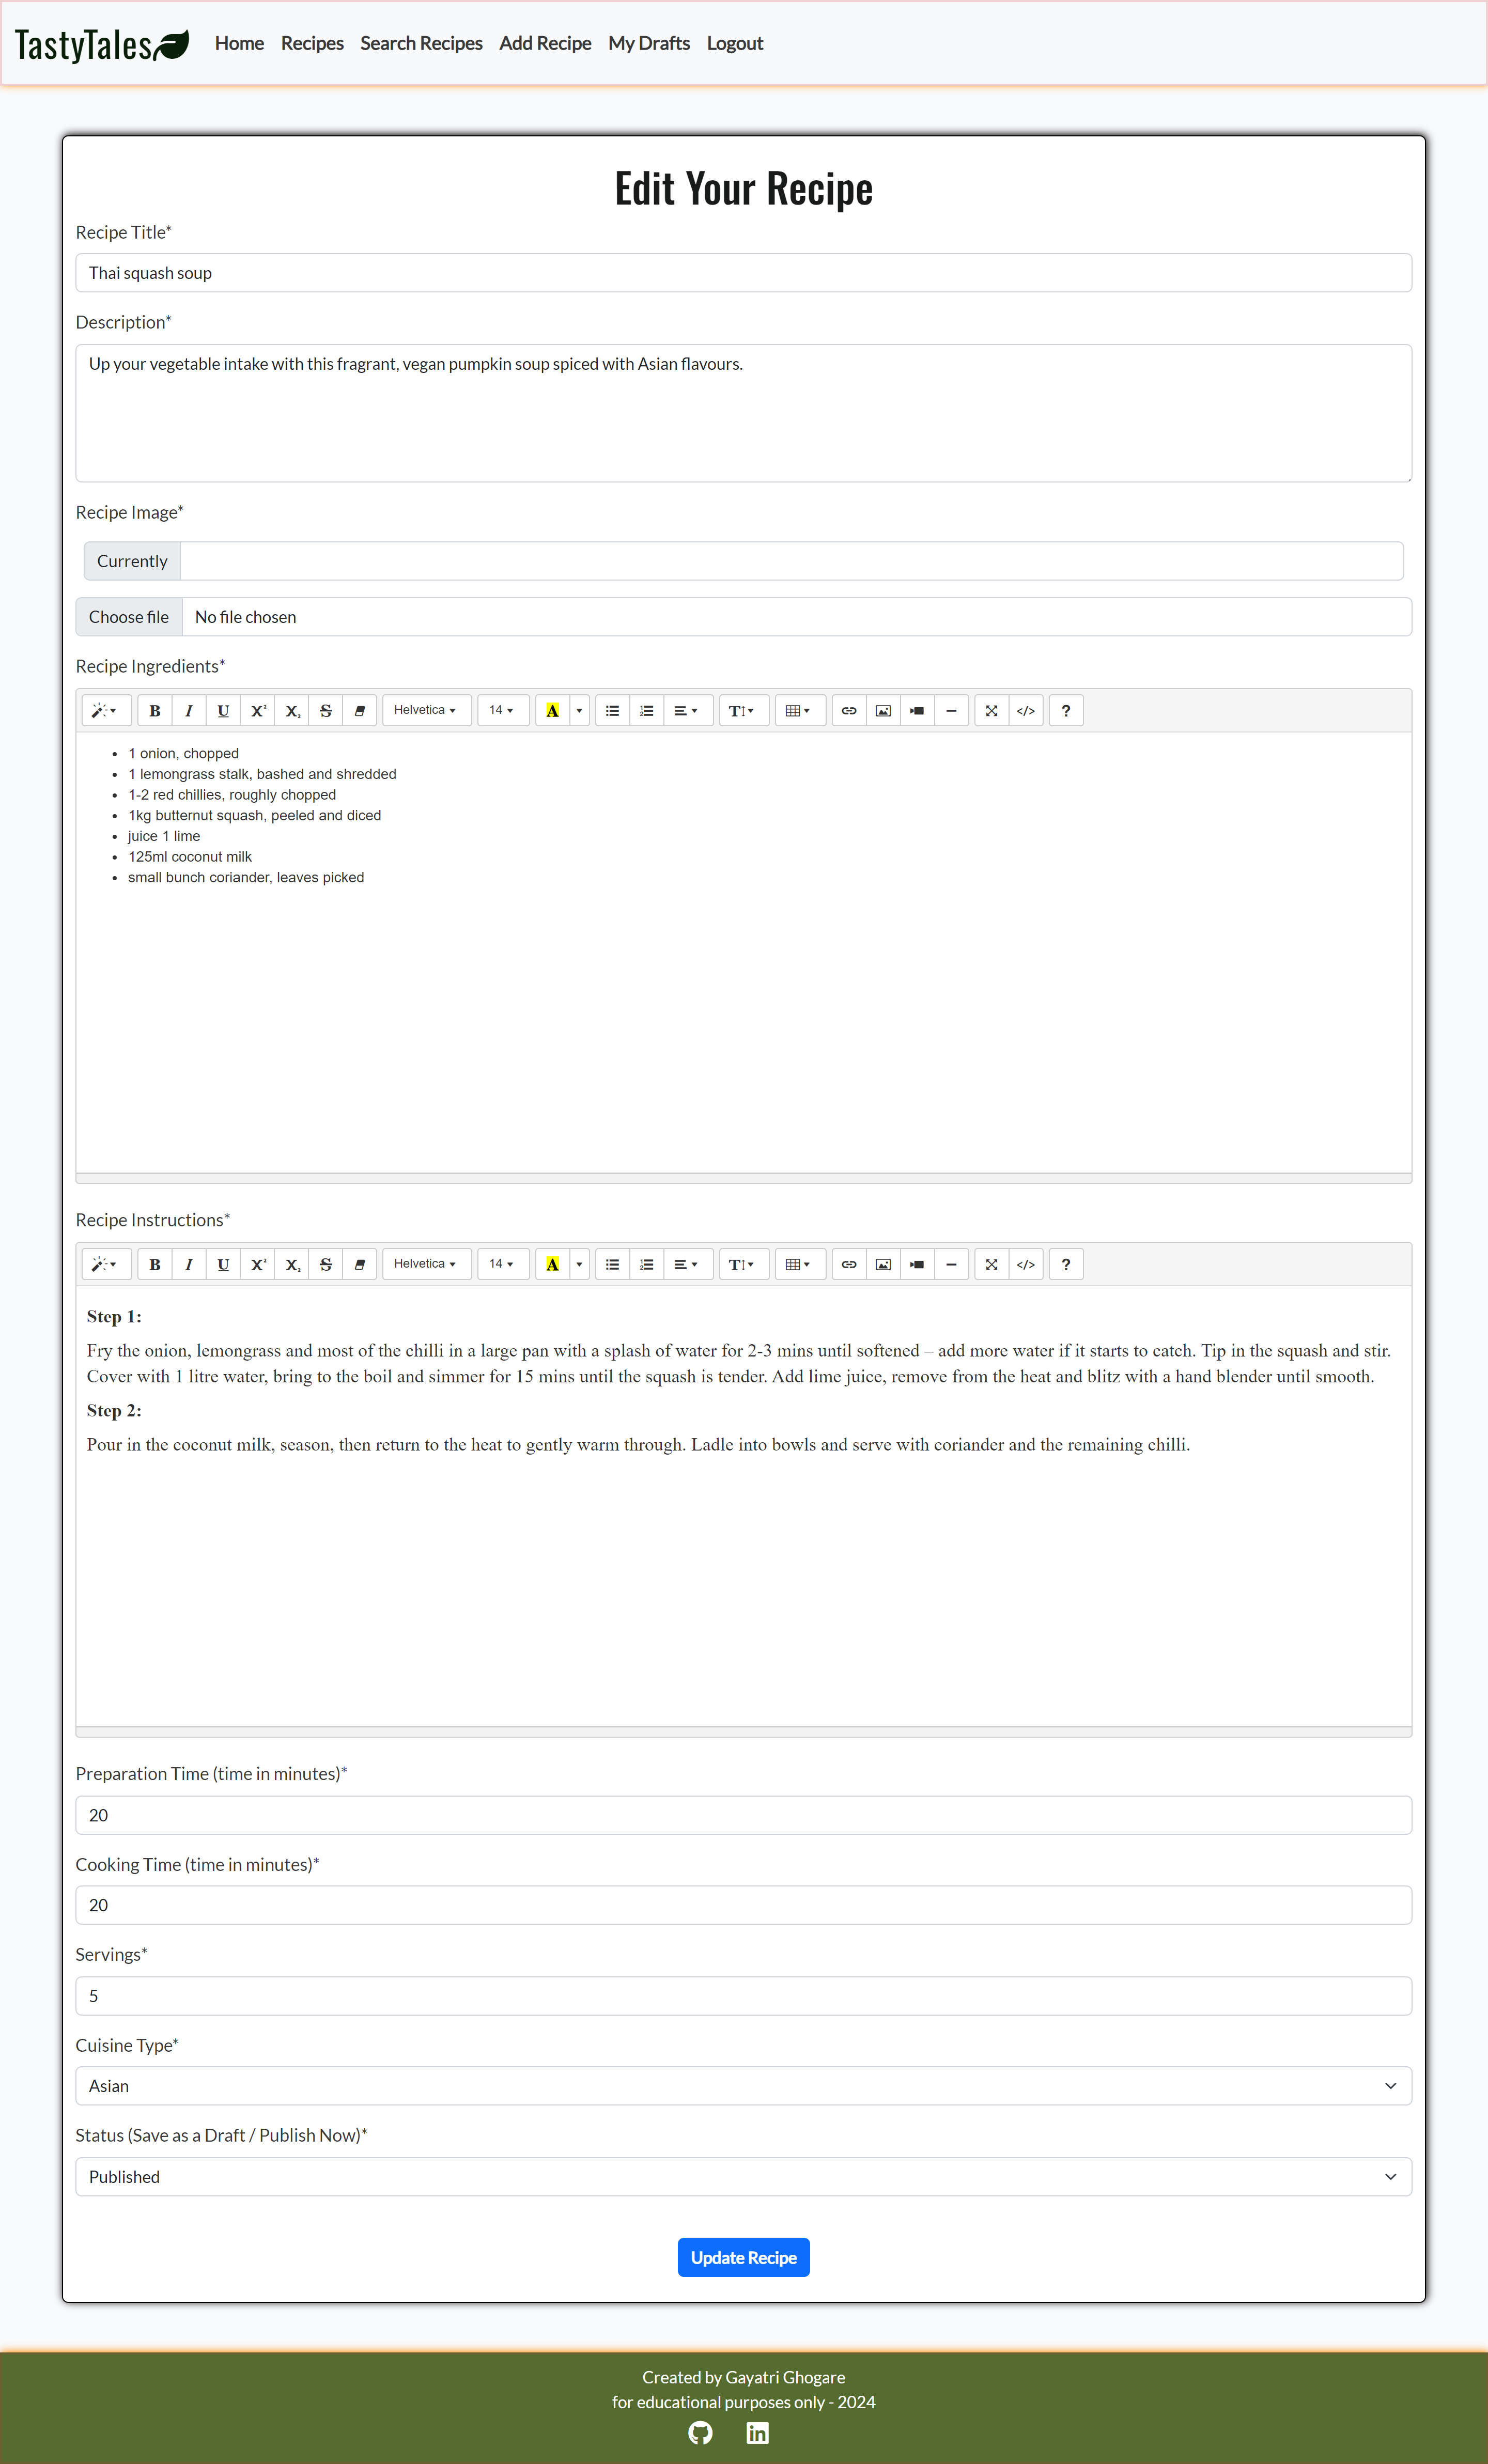 TastyTales Home Recipes Search Recipes Add Recipe My Drafts Logout
Edit Your Recipe
Recipe Title*
Thai squash soup
Description*
Up your vegetable intake with this fragrant, vegan pumpkin soup spiced with Asian flavours.
Recipe Image*
Currently
Choose file No file chosen
Recipe Ingredients*
B I U X² X₂ S Helvetica 14 A T </> ?
1 onion, chopped
1 lemongrass stalk, bashed and shredded
1-2 red chillies, roughly chopped
1kg butternut squash, peeled and diced
juice 1 lime
125ml coconut milk
small bunch coriander, leaves picked
Recipe Instructions*
B I U X² X₂ S Helvetica 14 A T </> ?
Step 1:
Fry the onion, lemongrass and most of the chilli in a large pan with a splash of water for 2-3 mins until softened – add more water if it starts to catch. Tip in the squash and stir.
Cover with 1 litre water, bring to the boil and simmer for 15 mins until the squash is tender. Add lime juice, remove from the heat and blitz with a hand blender until smooth.
Step 2:
Pour in the coconut milk, season, then return to the heat to gently warm through. Ladle into bowls and serve with coriander and the remaining chilli.
Preparation Time (time in minutes)*
20
Cooking Time (time in minutes)*
20
Servings*
5
Cuisine Type*
Asian
Status (Save as a Draft / Publish Now)*
Published
Update Recipe
Created by Gayatri Ghogare
for educational purposes only - 2024
in